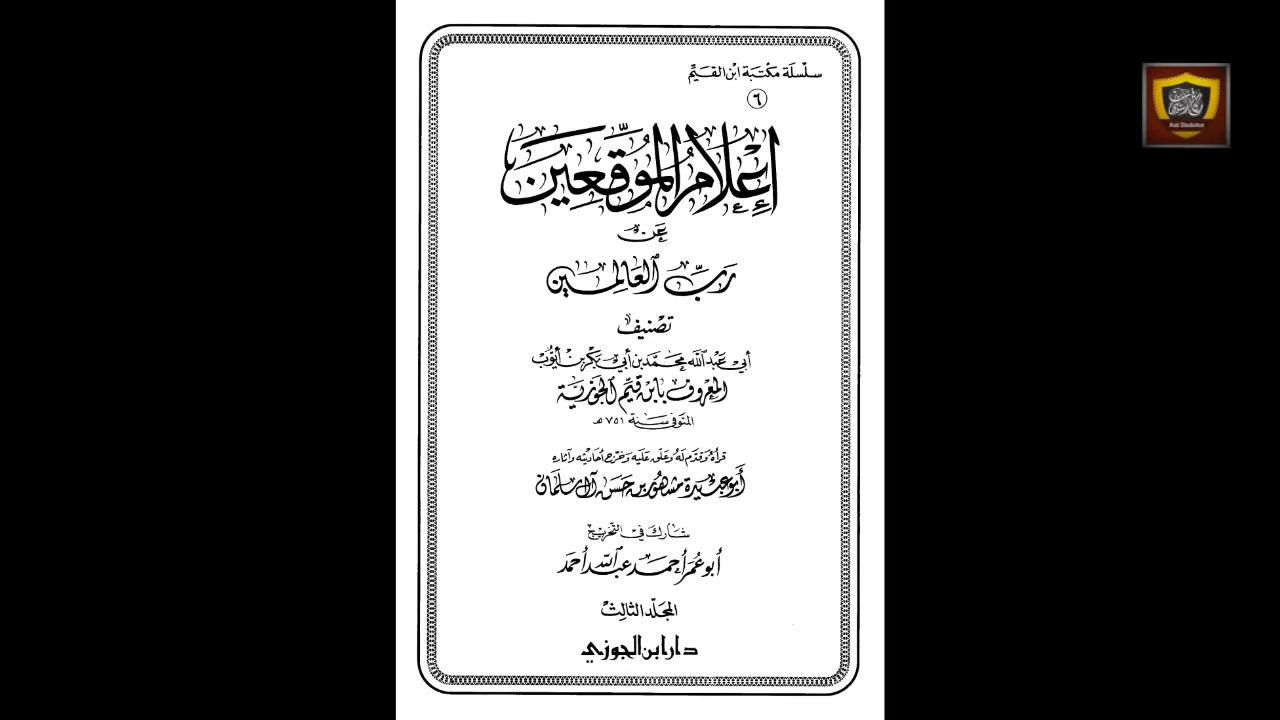 سلسلة مكتبة ابن القيم
٦
إعلام الموقعين
عن
رب العالمين
تصنيف
أبي عبد الله محمد بن أبي بكر بن أيوب
المعروف بابن قيم الجوزية
المتوفى سنة ٧٥١ هـ
قرأه وقدم له وعلق عليه وخرج أحاديثه وآثاره
أبو عبيدة مشهور بن حسن آل سلمان
شارك في التخريج
أبو عمر أحمد عبد الله أحمد
المجلد الثالث
دار ابن الجوزي